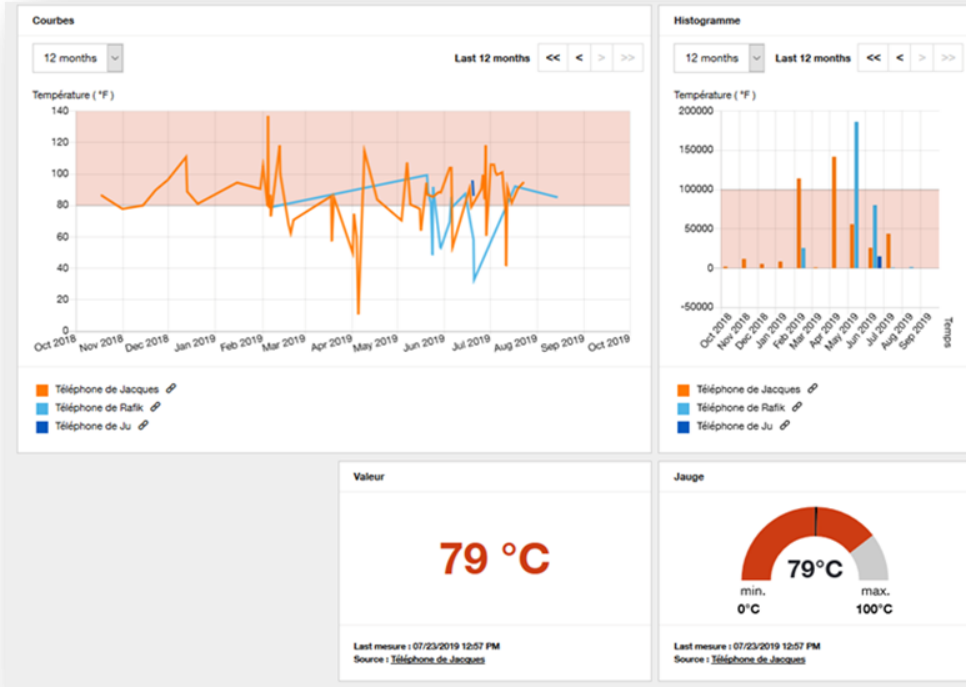 Courbes
12 months
Last 12 months << < > >>
Température ( °F )
140
120
100
80
60
40
20
0
Oct 2018 Nov 2018 Dec 2018 Jan 2019 Feb 2019 Mar 2019 Apr 2019 May 2019 Jun 2019 Jul 2019 Aug 2019 Sep 2019 Oct 2019
Téléphone de Jacques
Téléphone de Rafik
Téléphone de Ju
Histogramme
12 months
Last 12 months << < > >>
Température ( °F )
200000
150000
100000
50000
0
-50000
Oct 2018 Nov 2018 Dec 2018 Jan 2019 Feb 2019 Mar 2019 Apr 2019 May 2019 Jun 2019 Jul 2019 Aug 2019 Sep 2019
Temps
Téléphone de Jacques
Téléphone de Rafik
Téléphone de Ju
Valeur
79 °C
Last mesure : 07/23/2019 12:57 PM
Source : Téléphone de Jacques
Jauge
79°C
min. max.
0°C 100°C
Last mesure : 07/23/2019 12:57 PM
Source : Téléphone de Jacques